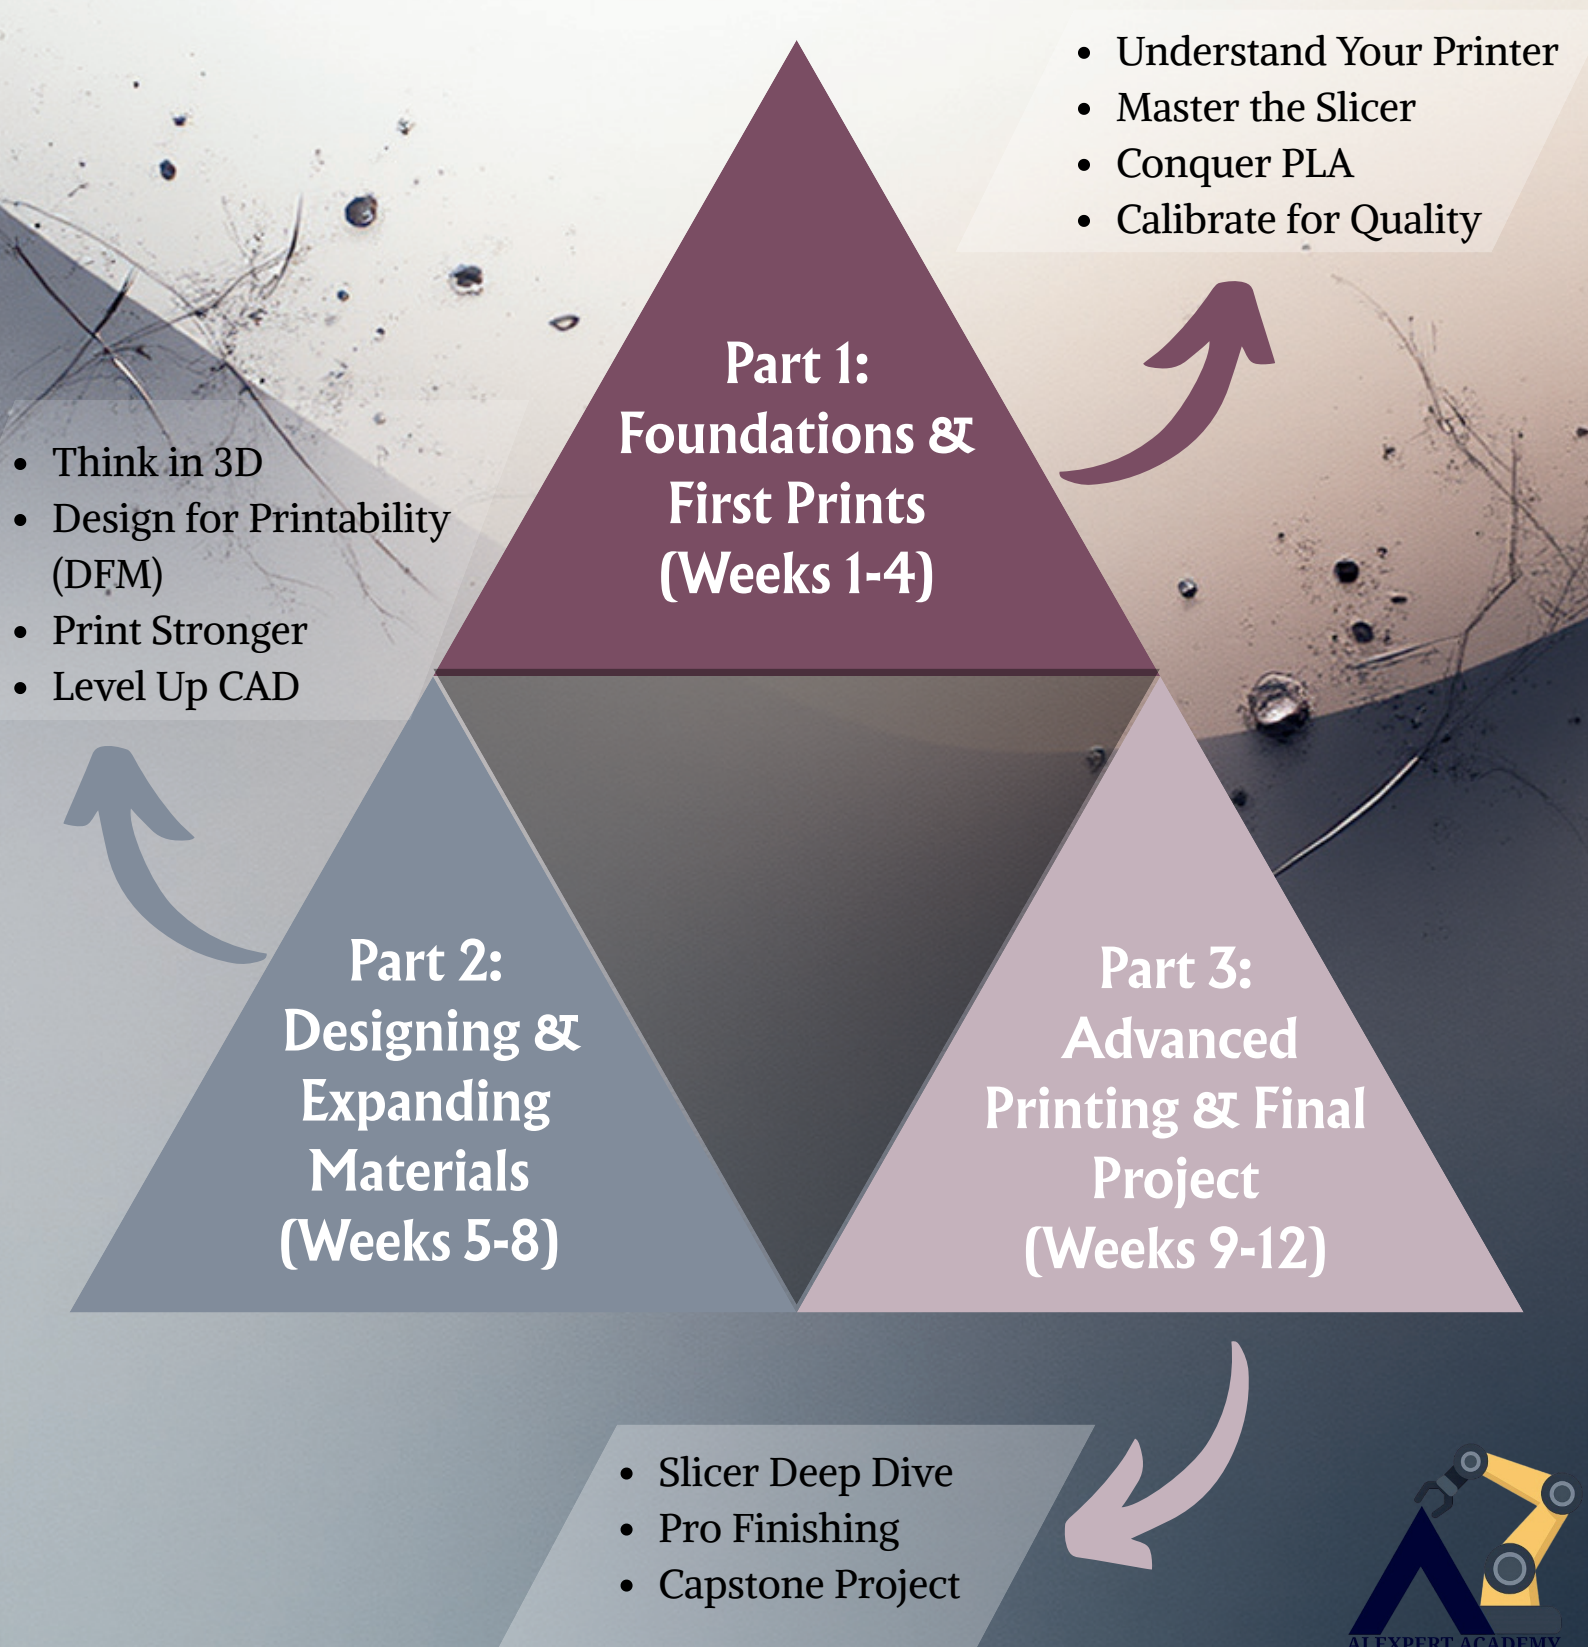 Understand Your Printer
Master the Slicer
Conquer PLA
Calibrate for Quality
Part 1:
Foundations &
First Prints
(Weeks 1-4)
Think in 3D
Design for Printability
(DFM)
Print Stronger
Level Up CAD
Part 2:
Designing &
Expanding
Materials
(Weeks 5-8)
Part 3:
Advanced
Printing & Final
Project
(Weeks 9-12)
Slicer Deep Dive
Pro Finishing
Capstone Project
ALEXPERT ACADEMY